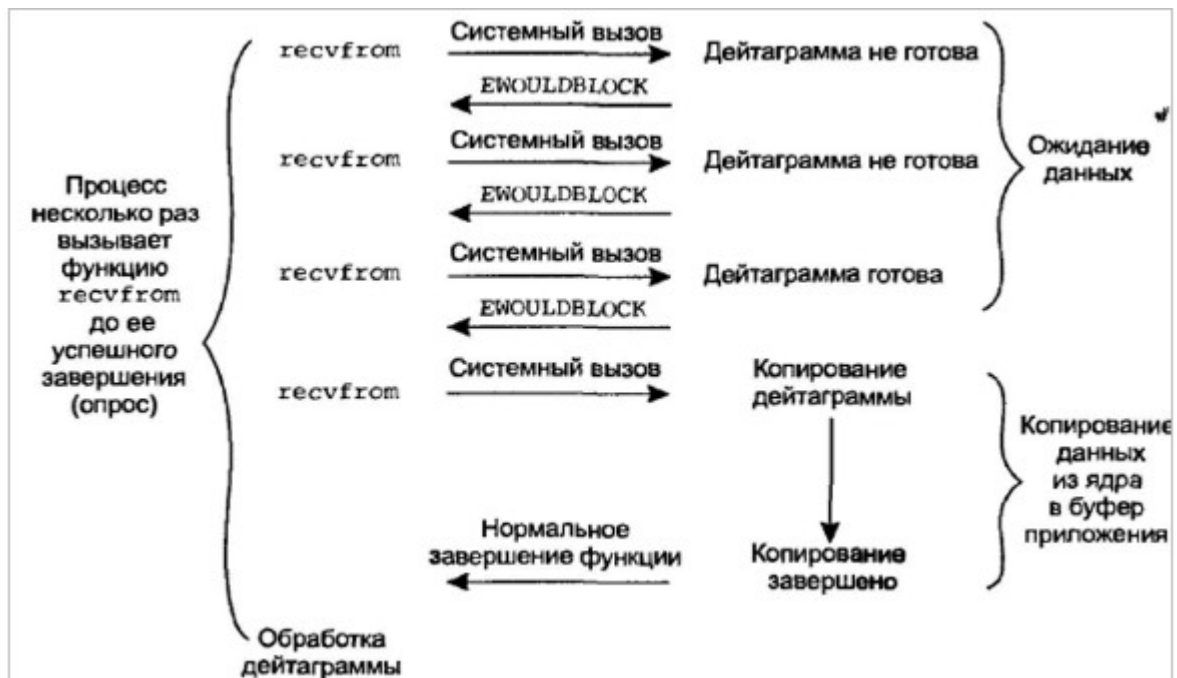 Системный вызов
recvfrom
Дейтаграмма не готова
EWOULDBLOCK
Системный вызов
recvfrom
Дейтаграмма не готова
EWOULDBLOCK
Системный вызов
recvfrom
Дейтаграмма готова
EWOULDBLOCK
Системный вызов
recvfrom
Копирование
дейтаграммы
Нормальное
завершение функции
Копирование
завершено
Процесс
несколько раз
вызывает
функцию
recvfrom
до ее
успешного
завершения
(опрос)
Ожидание
данных
Копирование
данных
из ядра
в буфер
приложения
Обработка
дейтаграммы